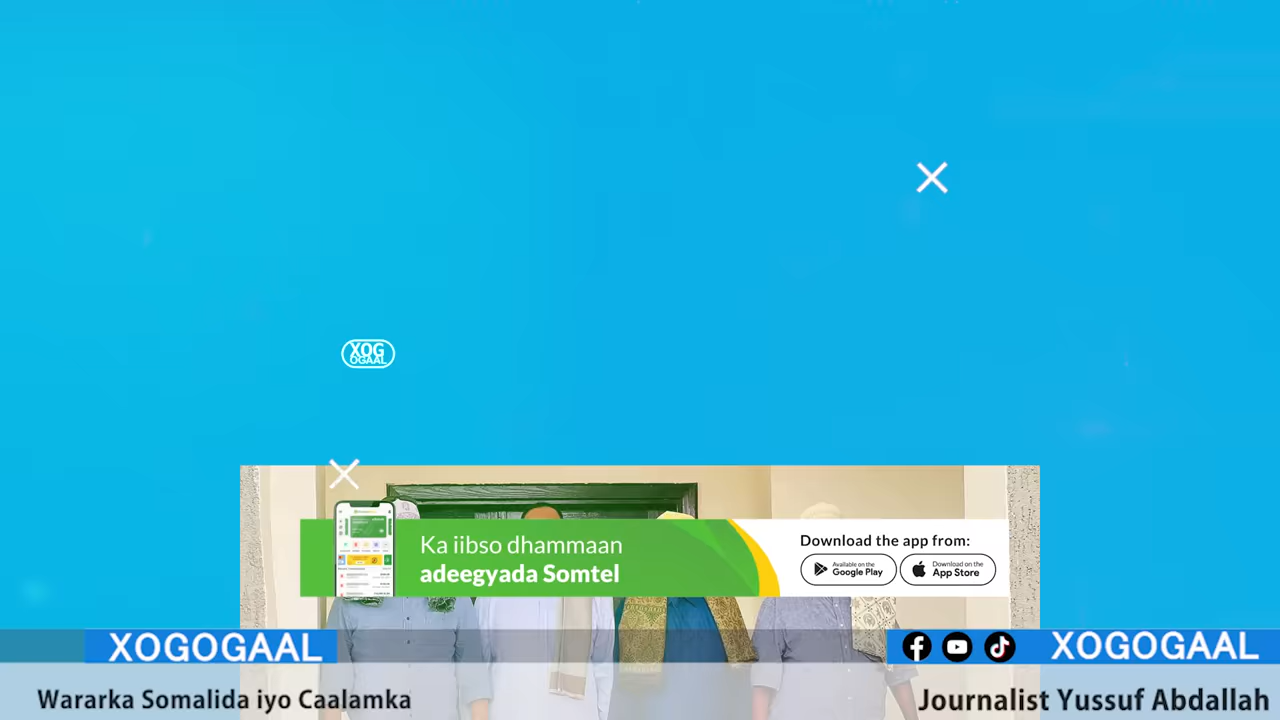 XOG
OGAAL
Ka iibso dhammaan
adeegyada Somtel
Download the app from:
Available on the
Google Play
Download on the
App Store
XOGOGAAL
XOGOGAAL
Wararka Somalida iyo Caalamka
Journalist Yussuf Abdallah